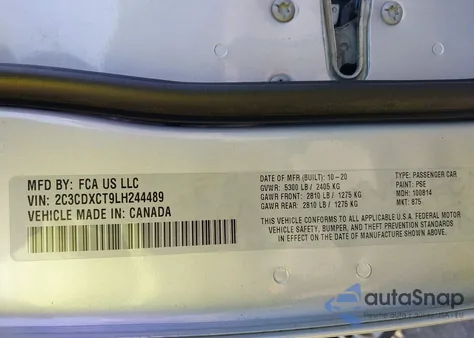 MFD BY: FCA US LLC
VIN: 2C3CDXCT9LH244489
VEHICLE MADE IN: CANADA
DATE OF MFR (BUILT): 10-20
GVWR: 5300 LB / 2405 KG
GAWR FRONT: 2810 LB / 1275 KG
GAWR REAR: 2810 LB / 1275 KG
TYPE: PASSENGER CAR
PAINT: PSE
MDH: 100814
MKT: 875
THIS VEHICLE CONFORMS TO ALL APPLICABLE U.S.A. FEDERAL MOTOR
VEHICLE SAFETY, BUMPER, AND THEFT PREVENTION STANDARDS IN
EFFECT ON THE DATE OF MANUFACTURE SHOWN ABOVE.
autoSnap